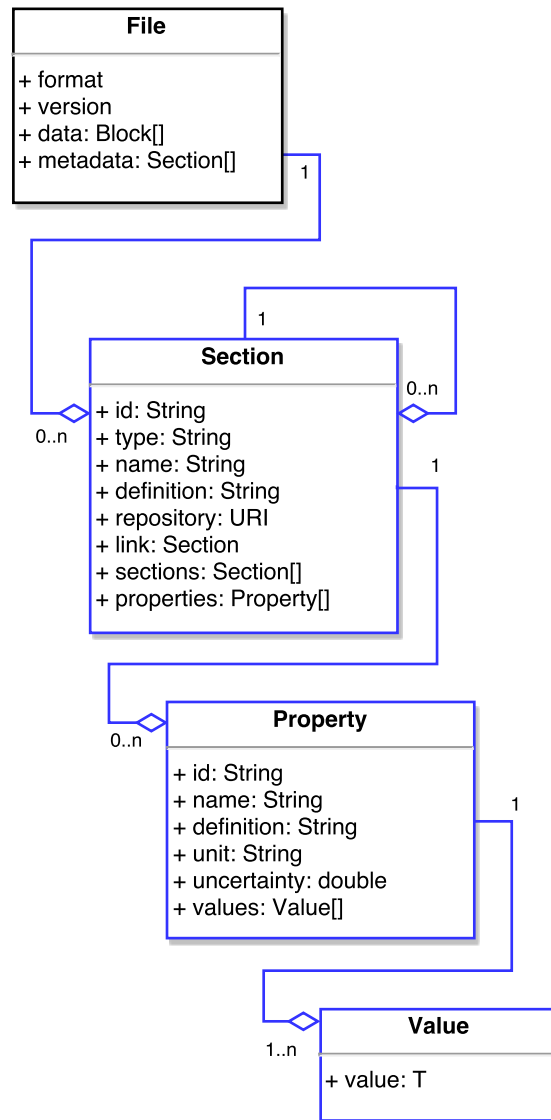 File
+ format
+ version
+ data: Block[]
+ metadata: Section[]
1
1
Section
0..n
0..n
+ id: String
+ type: String
+ name: String
+ definition: String
+ repository: URI
+ link: Section
+ sections: Section[]
+ properties: Property[]
1
Property
0..n
+ id: String
+ name: String
+ definition: String
+ unit: String
+ uncertainty: double
+ values: Value[]
1
Value
1..n
+ value: T